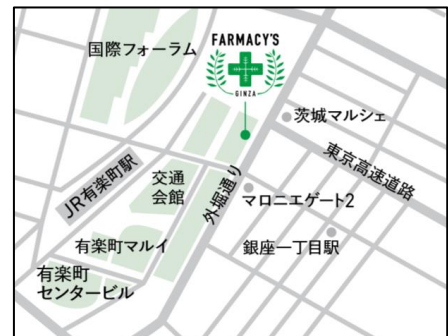 国際フォーラム
FARMACY'S
GINZA
茨城マルシェ
東京高速道路
JR有楽町駅
交通
会館
外堀通り
マロニエゲート2
有楽町マルイ
銀座一丁目駅
有楽町
センタービル